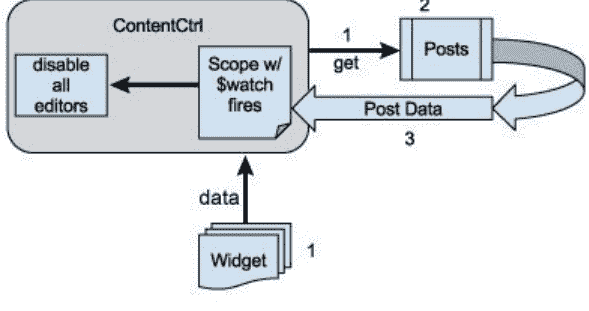 2
ContentCtrl
1
get
Posts
disable
all
editors
Scope w/
$watch
fires
Post Data
3
data
Widget
1